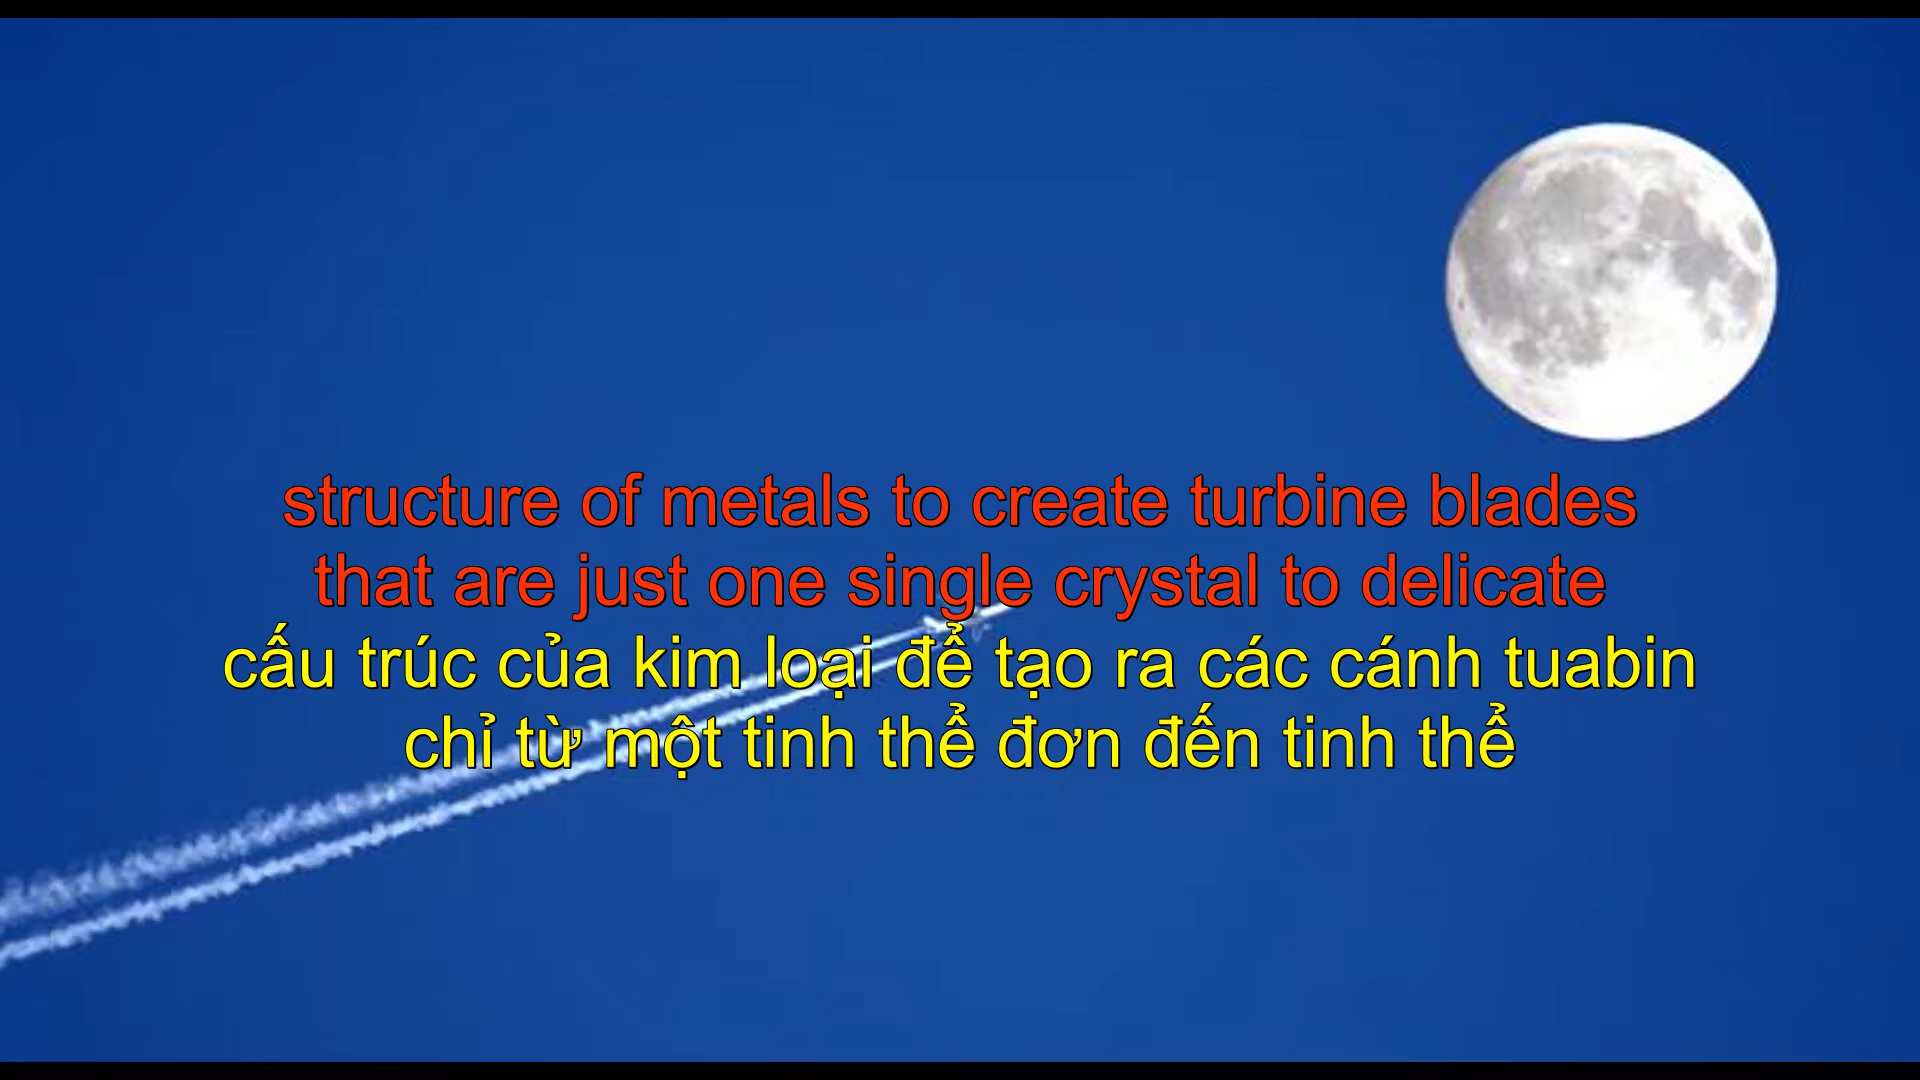 structure of metals to create turbine blades
that are just one single crystal to delicate
cấu trúc của kim loại để tạo ra các cánh tuabin
chỉ từ một tinh thể đơn đến tinh thể